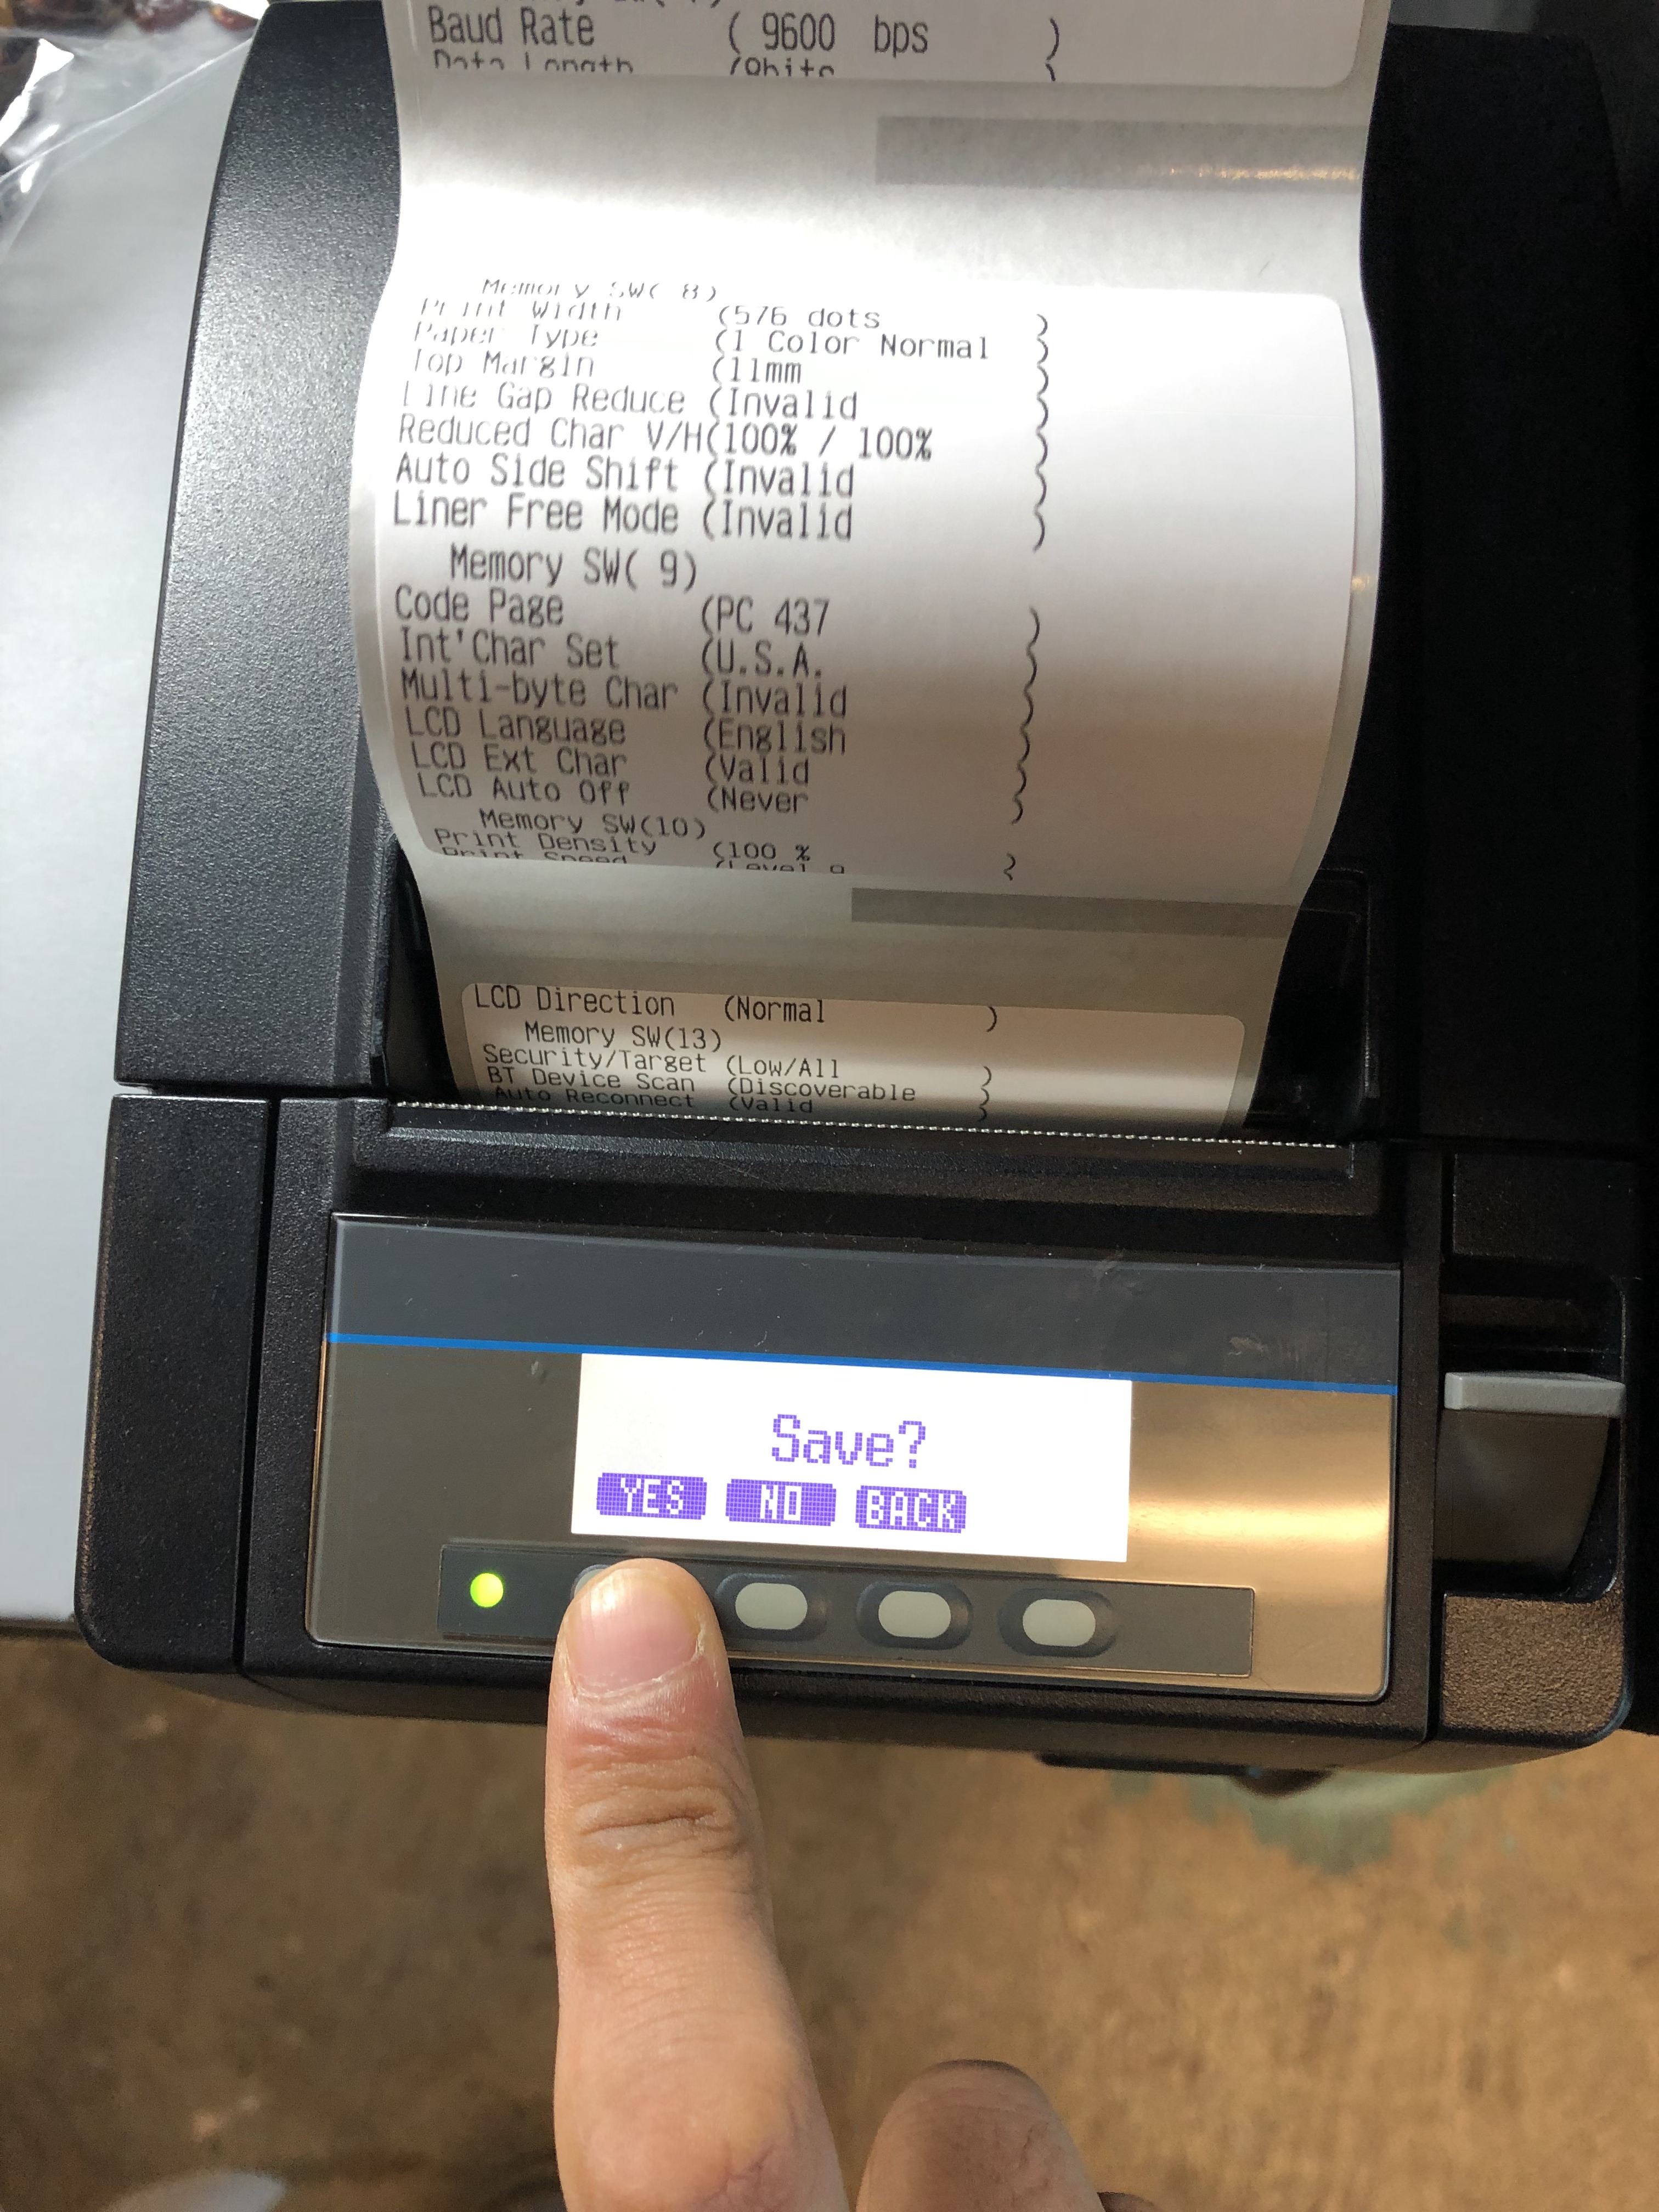 Baud Rate ( 9600 bps )
Memory SW( 8)
Print Width (576 dots )
Paper Type (1 Color Normal )
Top Margin (11mm )
Line Gap Reduce (Invalid )
Reduced Char V/H(100% / 100% )
Auto Side Shift (Invalid )
Liner Free Mode (Invalid )
Memory SW( 9)
Code Page (PC 437 )
Int'Char Set (U.S.A. )
Multi-byte Char (Invalid )
LCD Language (English )
LCD Ext Char (Valid )
LCD Auto Off (Never )
Memory SW(10)
Print Density (100 % )
Print Speed (Level 9
LCD Direction (Normal )
Memory SW(13)
Security/Target (Low/All )
BT Device Scan (Discoverable )
Auto Reconnect (Valid )
Save?
YES NO BACK